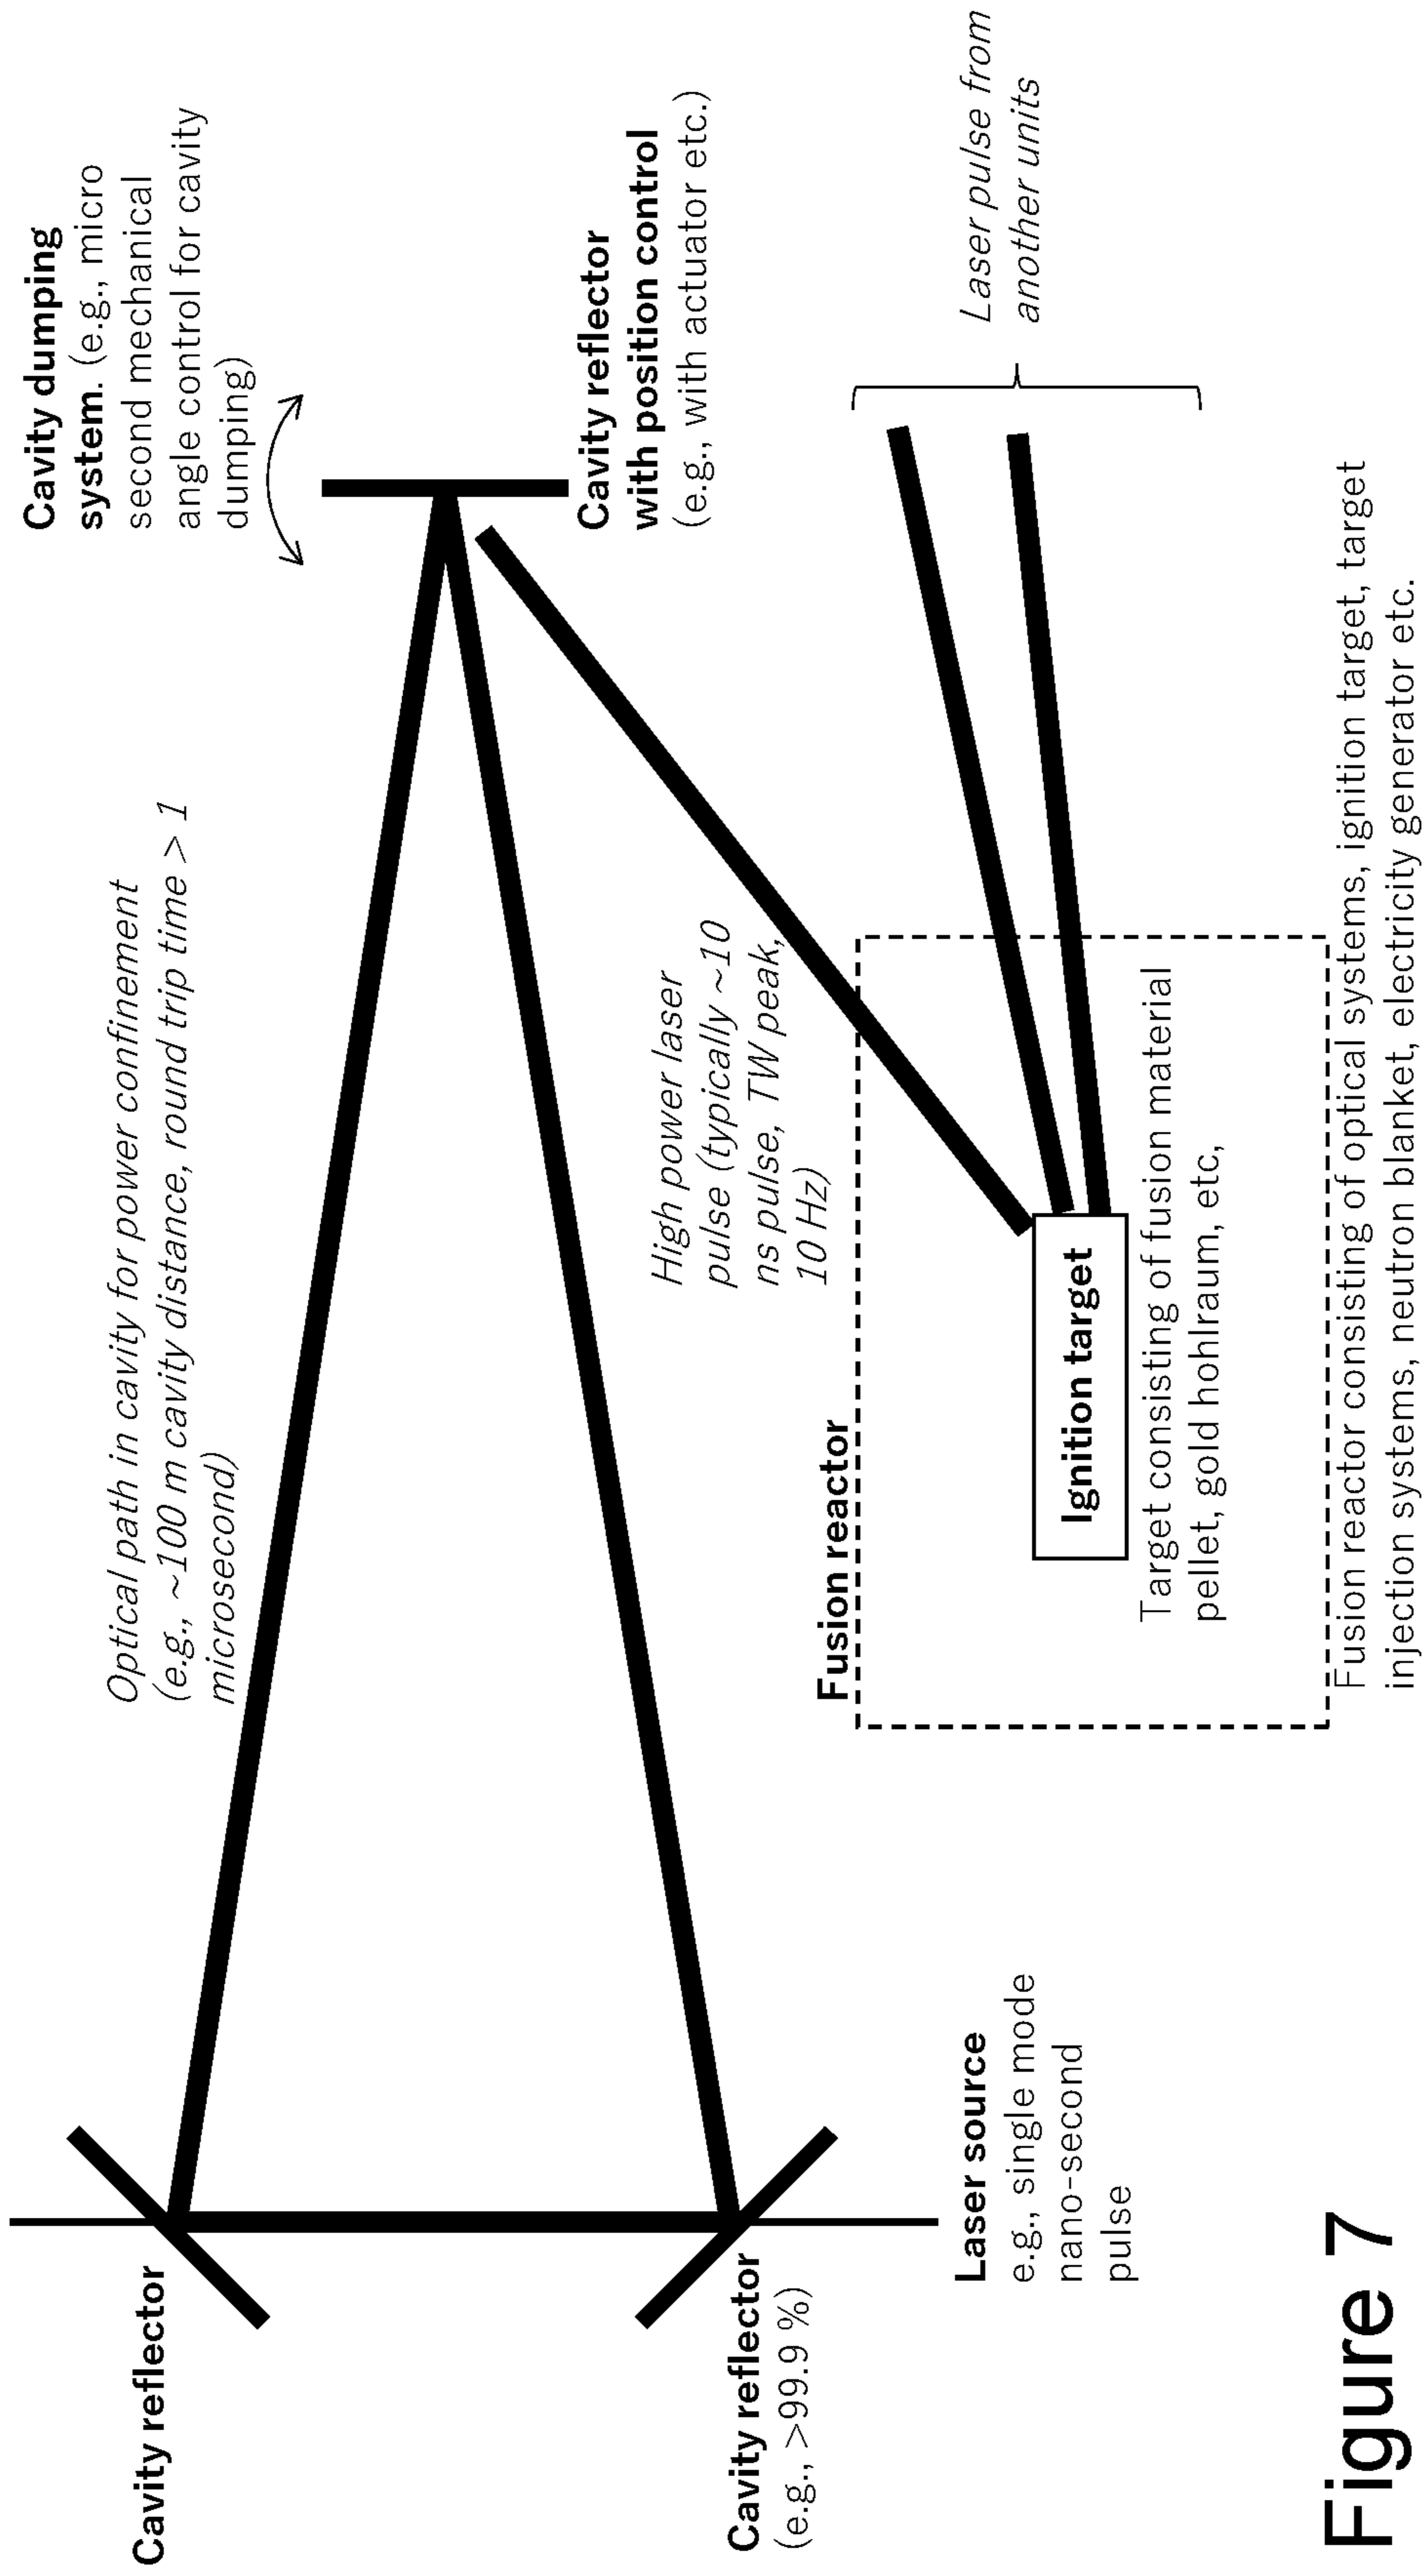 Cavity dumping
system. (e.g., micro
second mechanical
angle control for cavity
dumping)
Optical path in cavity for power confinement
(e.g., ~100 m cavity distance, round trip time > 1
microsecond)
Cavity reflector
Cavity reflector
with position control
(e.g., with actuator etc.)
High power laser
pulse (typically ~10
ns pulse, TW peak,
10 Hz)
Cavity reflector
(e.g., >99.9 %)
Fusion reactor
Laser pulse from
another units
Laser source
e.g., single mode
nano-second
pulse
Ignition target
Target consisting of fusion material
pellet, gold hohlraum, etc,
Fusion reactor consisting of optical systems, ignition target, target
injection systems, neutron blanket, electricity generator etc.
Figure 7